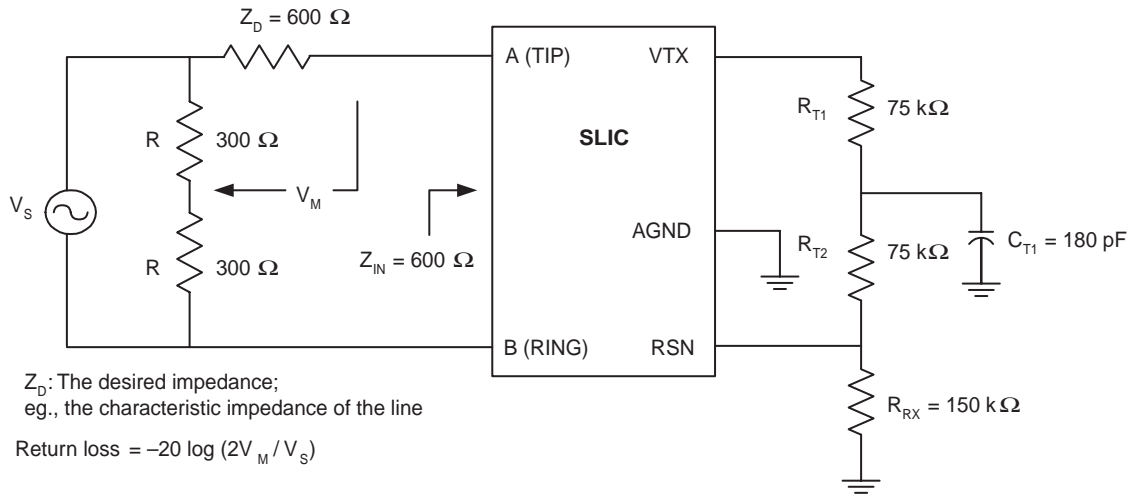 Z_D = 600 Ω
A (TIP)
VTX
R_T1
75 kΩ
SLIC
R
300 Ω
V_M
V_S
AGND
R_T2
75 kΩ
C_T1 = 180 pF
R
300 Ω
Z_IN = 600 Ω
B (RING)
RSN
Z_D: The desired impedance;
eg., the characteristic impedance of the line
R_RX = 150 kΩ
Return loss = –20 log (2V_M / V_S)